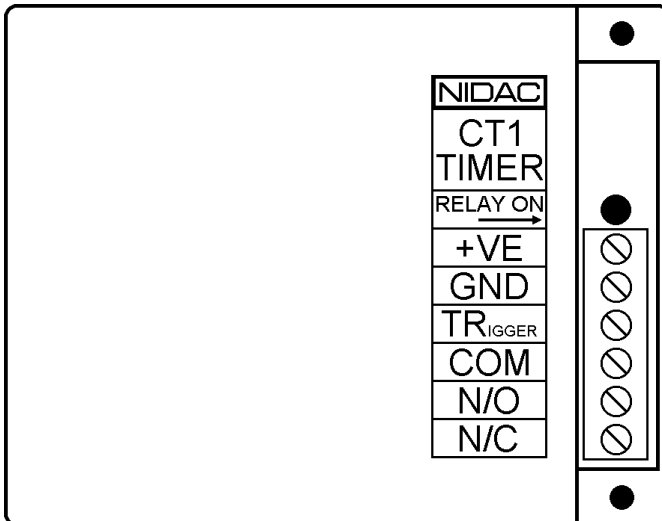 NIDAC
CT1
TIMER
RELAY ON
+VE
GND
TRIGGER
COM
N/O
N/C